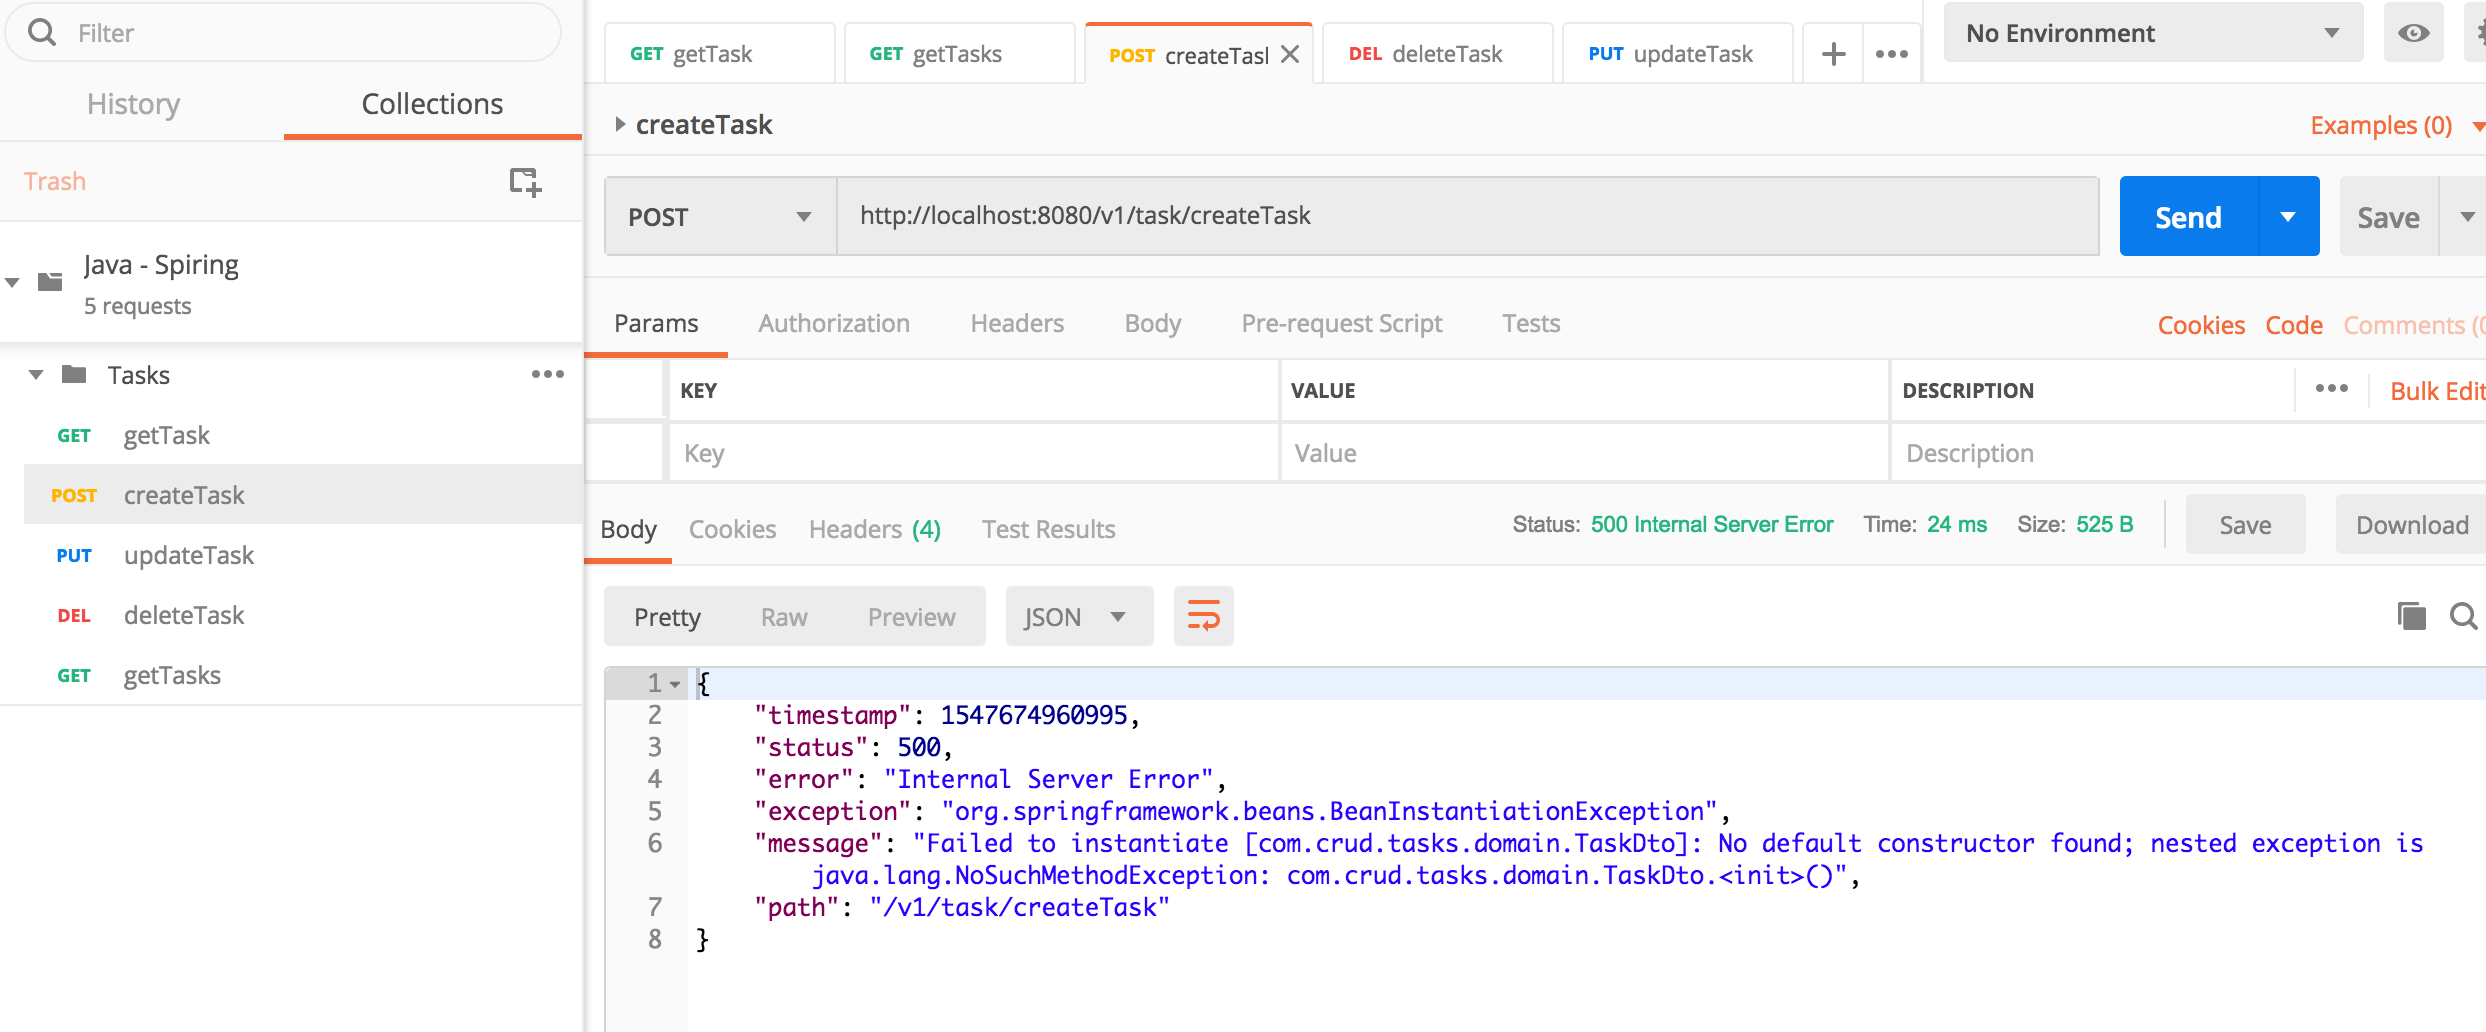 Filter
History
Collections
Trash
Java - Spiring
5 requests
Tasks
GET getTask
POST createTask
PUT updateTask
DEL deleteTask
GET getTasks
GET getTask
GET getTasks
POST createTasl
DEL deleteTask
PUT updateTask
No Environment
createTask
Examples (0)
POST
http://localhost:8080/v1/task/createTask
Send
Save
Params
Authorization
Headers
Body
Pre-request Script
Tests
Cookies
Code
Comments (0
KEY
VALUE
DESCRIPTION
Bulk Edit
Key
Value
Description
Body
Cookies
Headers (4)
Test Results
Status: 500 Internal Server Error
Time: 24 ms
Size: 525 B
Save
Download
Pretty
Raw
Preview
JSON
1 {
2 "timestamp": 1547674960995,
3 "status": 500,
4 "error": "Internal Server Error",
5 "exception": "org.springframework.beans.BeanInstantiationException",
6 "message": "Failed to instantiate [com.crud.tasks.domain.TaskDto]: No default constructor found; nested exception is
java.lang.NoSuchMethodException: com.crud.tasks.domain.TaskDto.<init>()",
7 "path": "/v1/task/createTask"
8 }